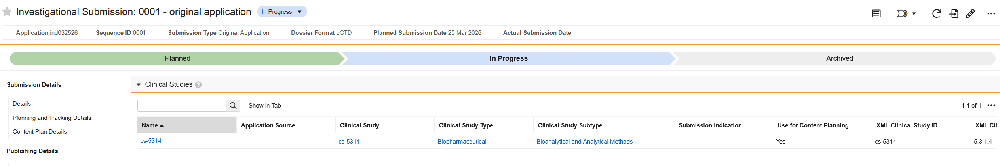 Investigational Submission: 0001 - original application In Progress
Application ind032526 Sequence ID 0001 Submission Type Original Application Dossier Format eCTD Planned Submission Date 25 Mar 2026 Actual Submission Date
Planned In Progress Archived
Submission Details
Details
Planning and Tracking Details
Content Plan Details
Publishing Details
Clinical Studies ?
Show in Tab 1-1 of 1
Name Application Source Clinical Study Clinical Study Type Clinical Study Subtype Submission Indication Use for Content Planning XML Clinical Study ID XML Cli
cs-5314 cs-5314 Biopharmaceutical Bioanalytical and Analytical Methods Yes cs-5314 5.3.1.4